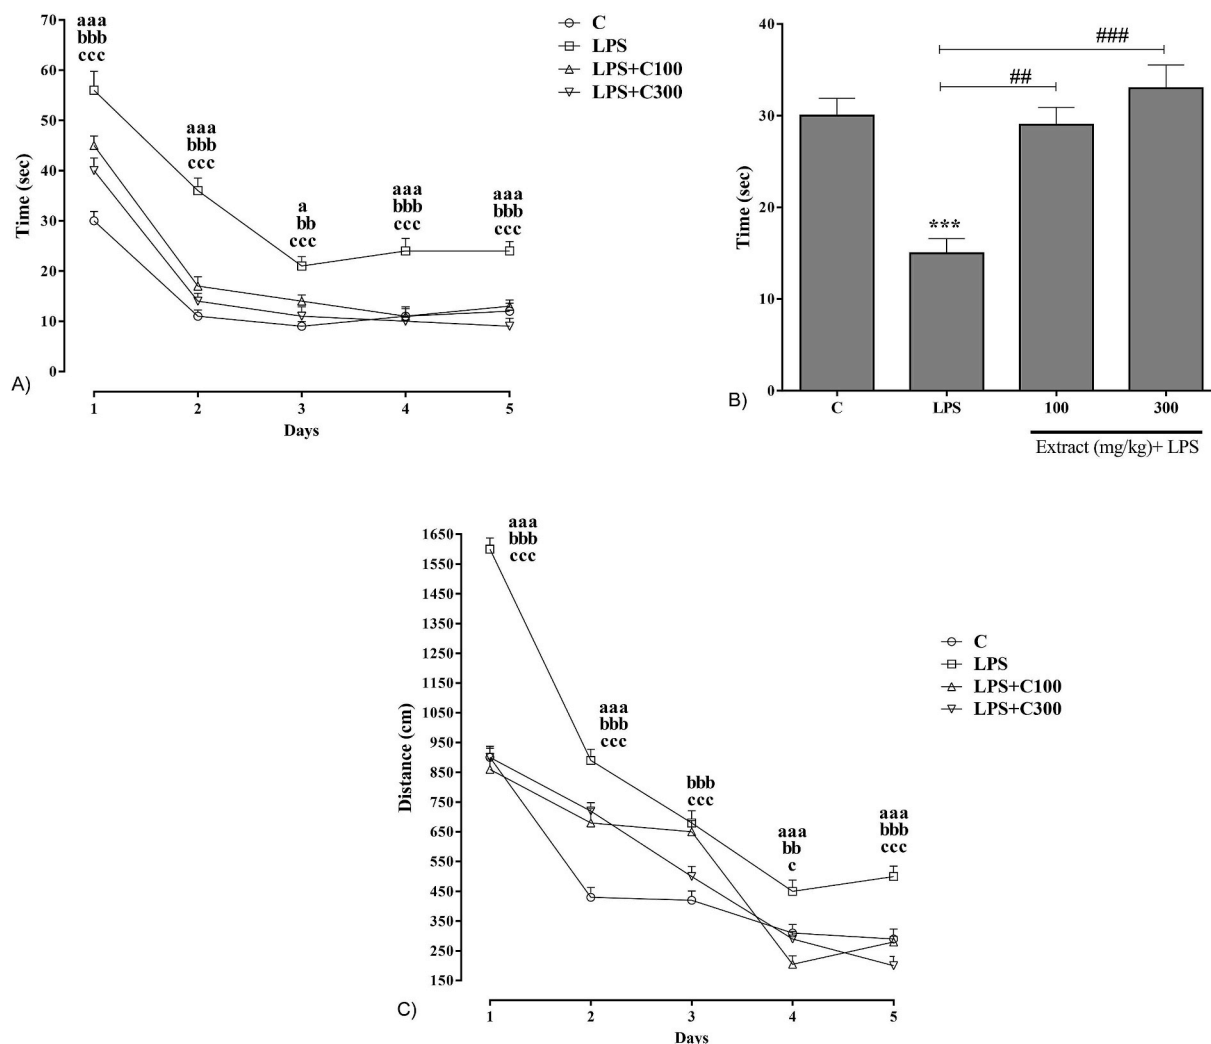 70
60
50
40
30
20
10
0
Time (sec)
aaa
bbb
ccc
aaa
bbb
ccc
a
bb
ccc
aaa
bbb
ccc
aaa
bbb
ccc
C
LPS
LPS+C100
LPS+C300
A)
1 2 3 4 5
Days
40
30
20
10
0
Time (sec)
***
##
###
C LPS 100 300
Extract (mg/kg)+ LPS
B)
1650
1550
1450
1350
1250
1150
1050
950
850
750
650
550
450
350
250
150
Distance (cm)
aaa
bbb
ccc
aaa
bbb
ccc
bbb
ccc
aaa
bb
c
aaa
bbb
ccc
C
LPS
LPS+C100
LPS+C300
C)
1 2 3 4 5
Days